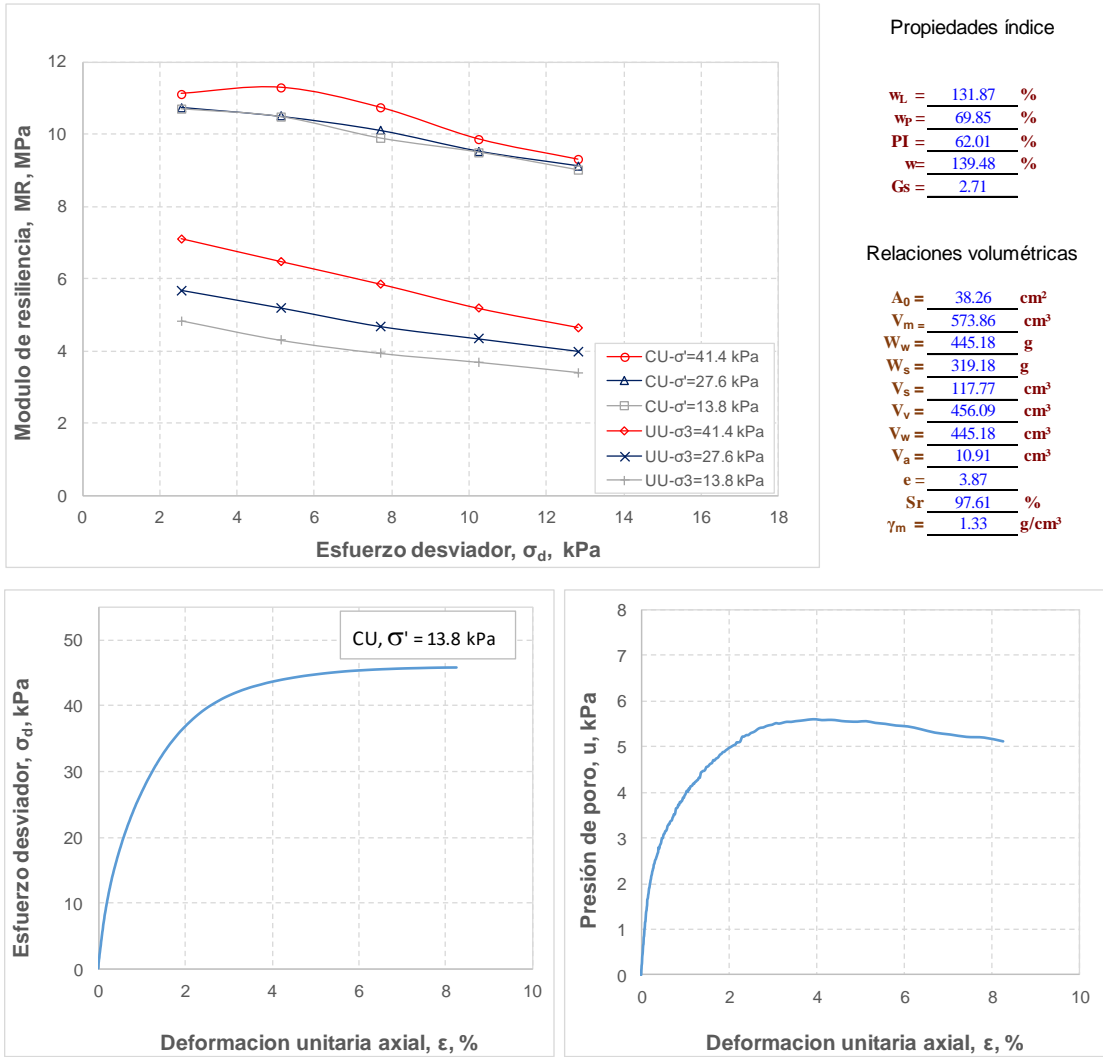 Propiedades índice
12
10
8
6
4
2
0
0 2 4 6 8 10 12 14 16 18
Modulo de resiliencia, MR, MPa
Esfuerzo desviador, σd, kPa
CU-σ'=41.4 kPa
CU-σ'=27.6 kPa
CU-σ'=13.8 kPa
UU-σ3=41.4 kPa
UU-σ3=27.6 kPa
UU-σ3=13.8 kPa
wL = 131.87 %
wP = 69.85 %
PI = 62.01 %
w= 139.48 %
Gs = 2.71
Relaciones volumétricas
A0 = 38.26 cm²
Vm = 573.86 cm³
Ww = 445.18 g
Ws = 319.18 g
Vs = 117.77 cm³
Vv = 456.09 cm³
Vw = 445.18 cm³
Va = 10.91 cm³
e = 3.87
Sr 97.61 %
γm = 1.33 g/cm³
CU, σ' = 13.8 kPa
50
40
30
20
10
0
0 2 4 6 8 10
Esfuerzo desviador, σd, kPa
Deformacion unitaria axial, ε, %
8
7
6
5
4
3
2
1
0
0 2 4 6 8 10
Presión de poro, u, kPa
Deformacion unitaria axial, ε, %